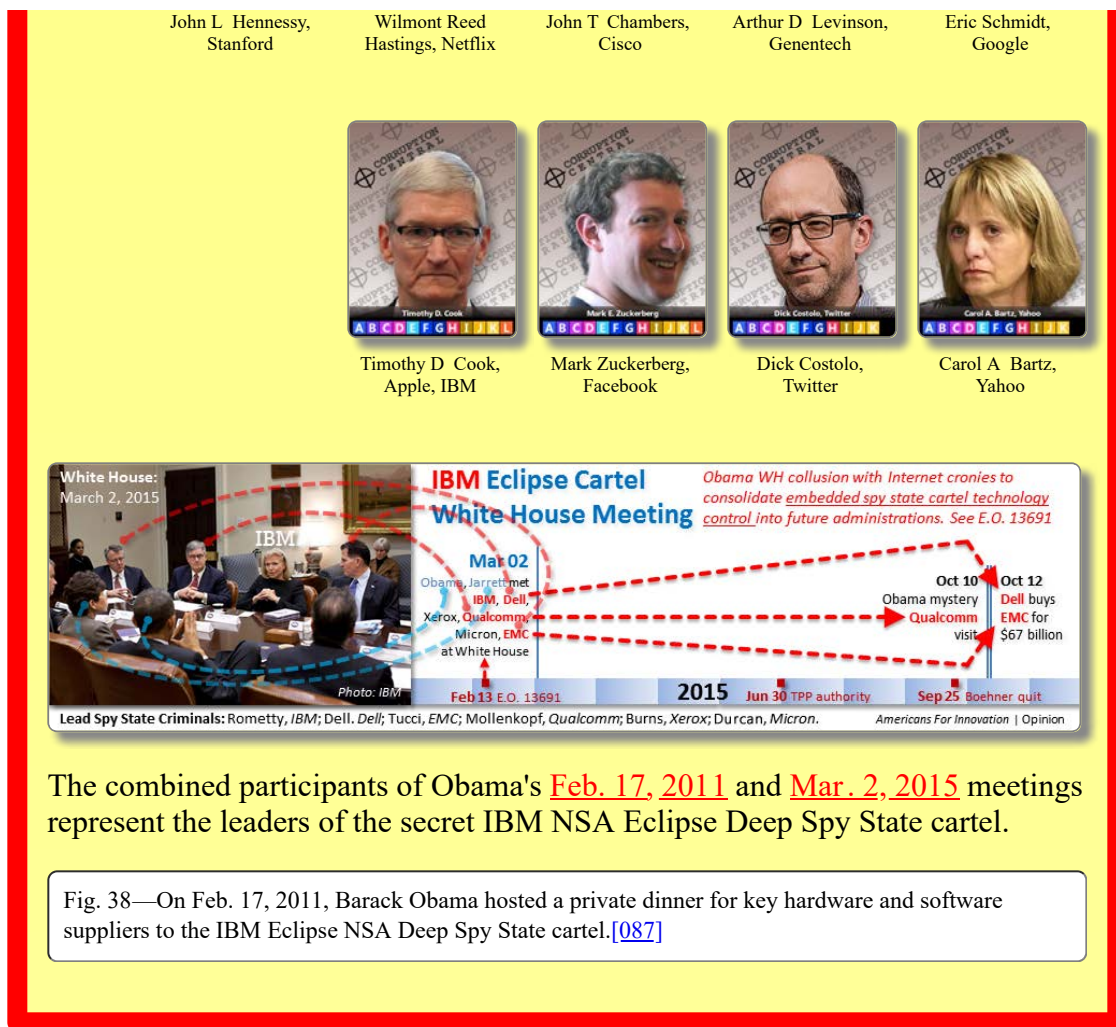 John L Hennessy,
Stanford
Wilmont Reed
Hastings, Netflix
John T Chambers,
Cisco
Arthur D Levinson,
Genentech
Eric Schmidt,
Google
CORRUPTION
CENTRAL
Timothy D. Cook
A B C D E F G H I J K L
CORRUPTION
CENTRAL
Mark E. Zuckerberg
A B C D E F G H I J K L
CORRUPTION
CENTRAL
Dick Costolo, Twitter
A B C D E F G H I J K
CORRUPTION
CENTRAL
Carol A. Bartz, Yahoo
A B C D E F G H I J K
Timothy D Cook,
Apple, IBM
Mark Zuckerberg,
Facebook
Dick Costolo,
Twitter
Carol A Bartz,
Yahoo
White House:
March 2, 2015
IBM
Photo: IBM
IBM Eclipse Cartel
White House Meeting
Obama WH collusion with Internet cronies to
consolidate embedded spy state cartel technology
control into future administrations. See E.O. 13691
Mar 02
Obama, Jarrett met
IBM, Dell,
Xerox, Qualcomm,
Micron, EMC
at White House
Oct 10
Obama mystery
Qualcomm
visit
Oct 12
Dell buys
EMC for
$67 billion
Feb 13 E.O. 13691
2015
Jun 30 TPP authority
Sep 25 Boehner quit
Lead Spy State Criminals: Rometty, IBM; Dell. Dell; Tucci, EMC; Mollenkopf, Qualcomm; Burns, Xerox; Durcan, Micron.
Americans For Innovation | Opinion
The combined participants of Obama's Feb. 17, 2011 and Mar. 2, 2015 meetings
represent the leaders of the secret IBM NSA Eclipse Deep Spy State cartel.
Fig. 38—On Feb. 17, 2011, Barack Obama hosted a private dinner for key hardware and software
suppliers to the IBM Eclipse NSA Deep Spy State cartel.[087]